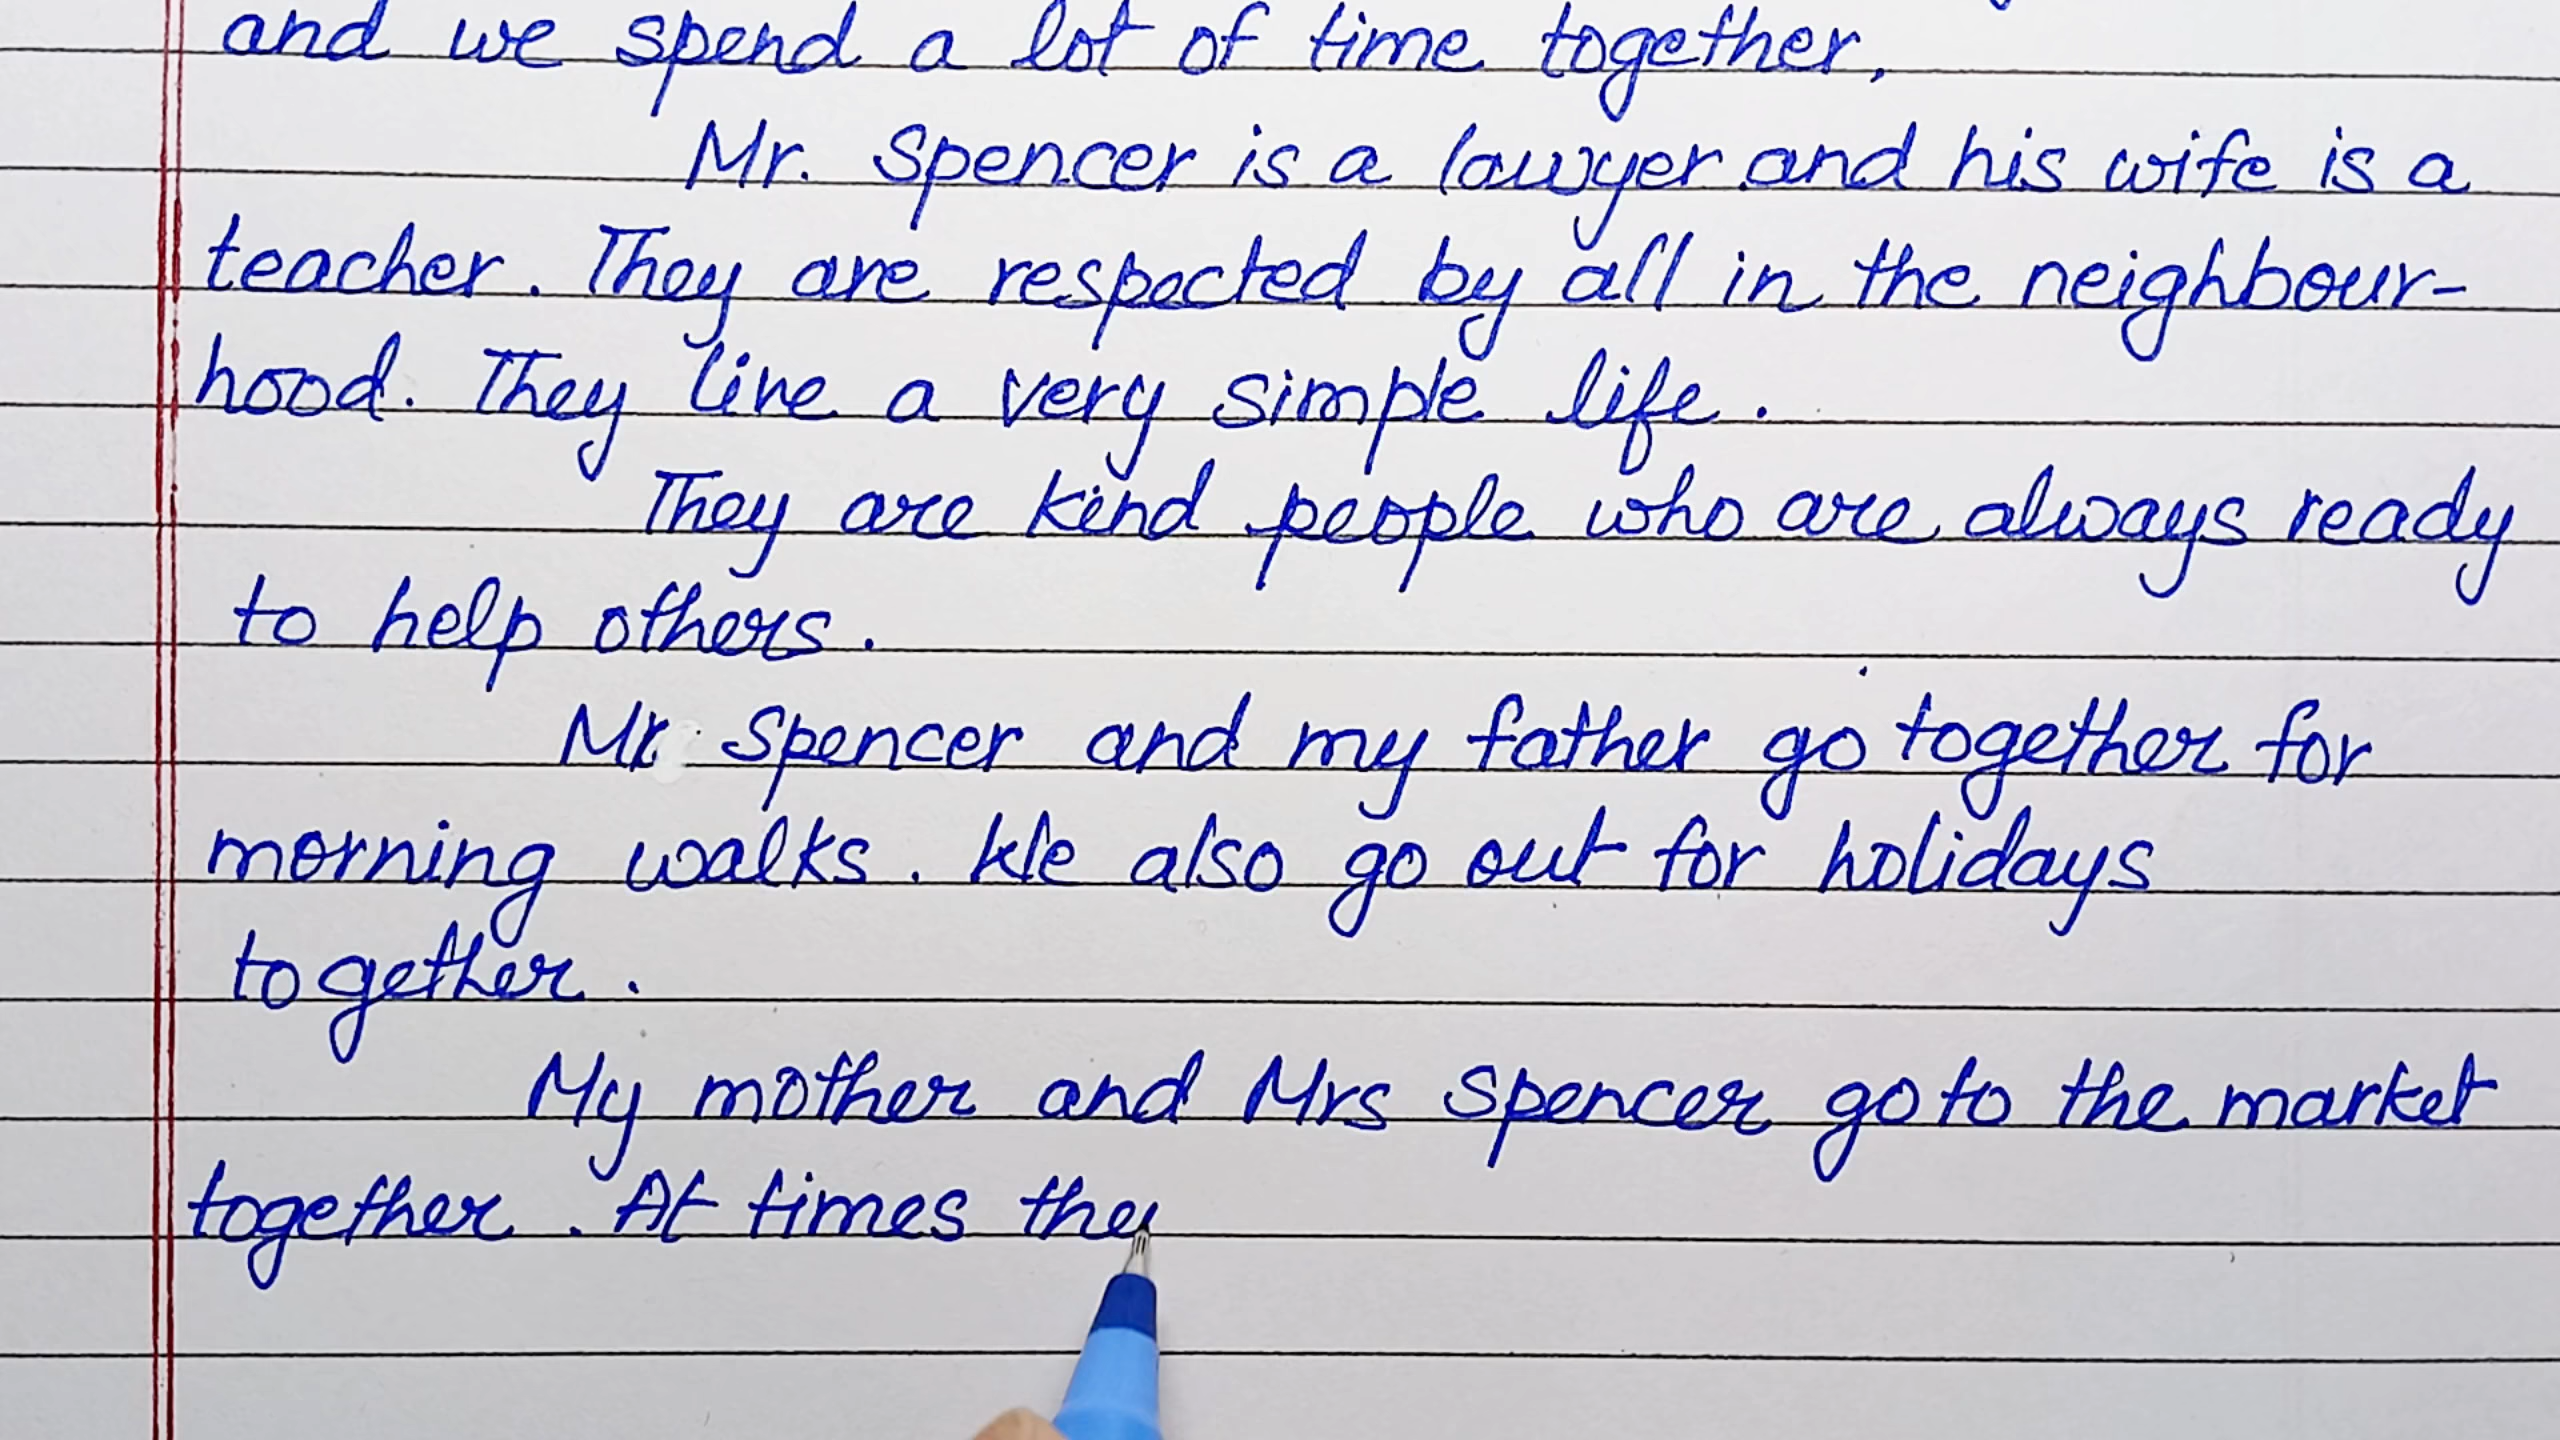 and we spend a lot of time together,
Mr. Spencer is a lawyer and his wife is a
teacher. They are respected by all in the neighbour-
hood. They live a very simple life.
They are kind people who are always ready
to help others.
Mr Spencer and my father go together for
morning walks. We also go out for holidays
together.
My mother and Mrs Spencer go to the market
together. At times the